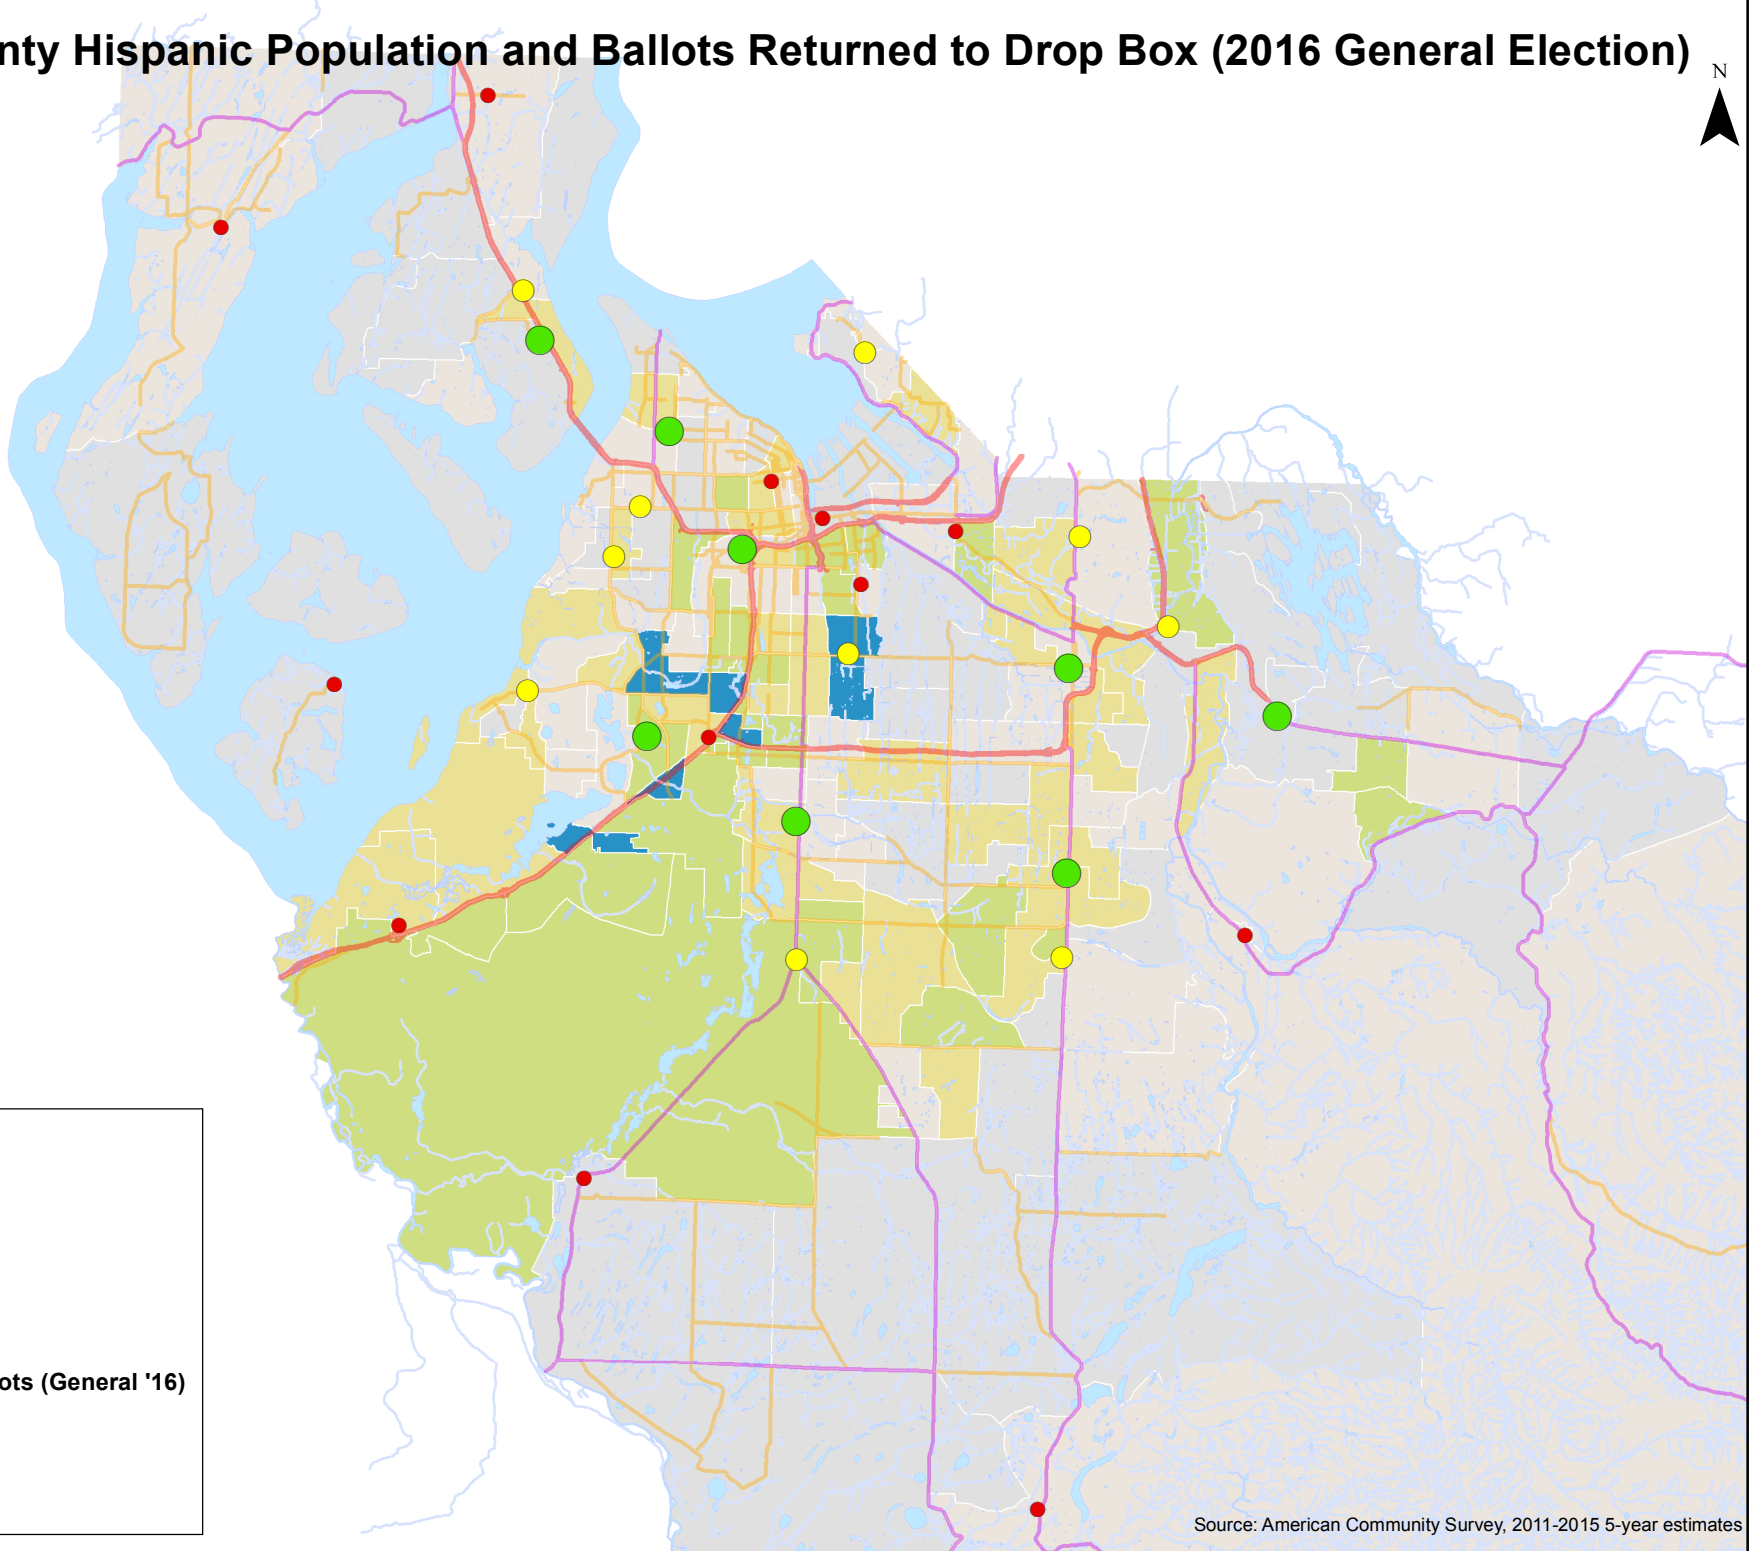 nty Hispanic Population and Ballots Returned to Drop Box (2016 General Election)
N
ots (General '16)
Source: American Community Survey, 2011-2015 5-year estimates